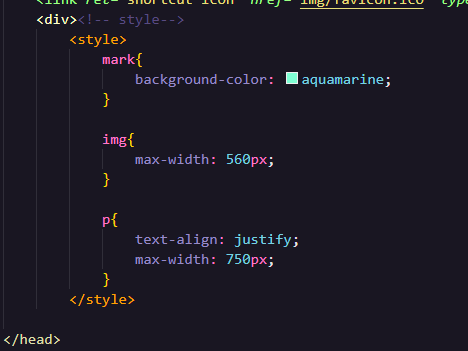 <link rel="shortcut icon" href="img/favicon.ico" type
<div><!-- style-->
<style>
mark{
background-color: aquamarine;
}
img{
max-width: 560px;
}
p{
text-align: justify;
max-width: 750px;
}
</style>
</head>